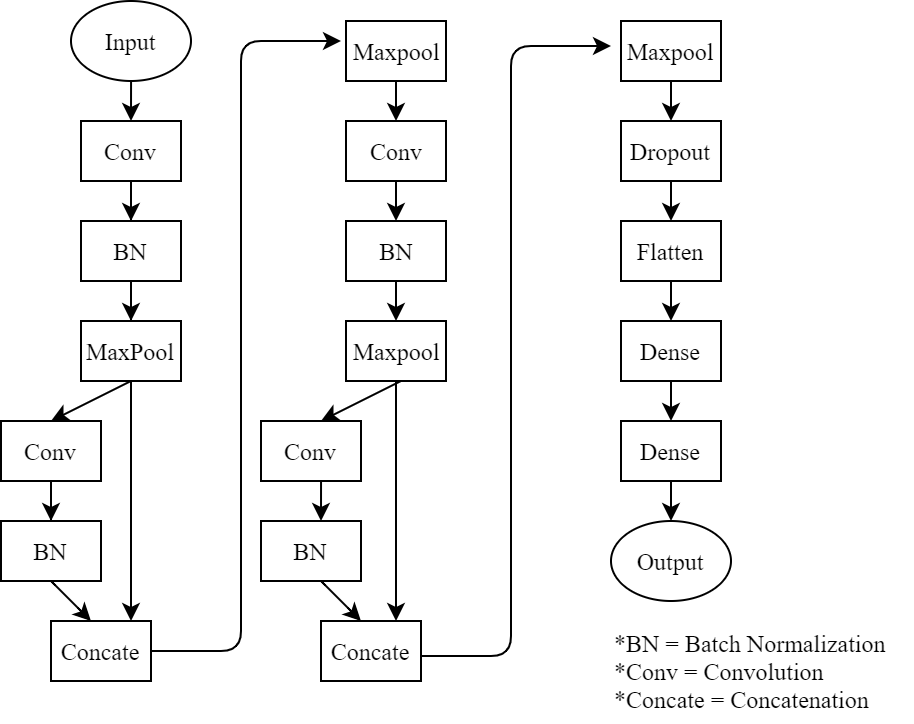 Input
Conv
BN
MaxPool
Conv
BN
Concate
Maxpool
Conv
BN
Maxpool
Conv
BN
Concate
Maxpool
Dropout
Flatten
Dense
Dense
Output
*BN = Batch Normalization
*Conv = Convolution
*Concate = Concatenation